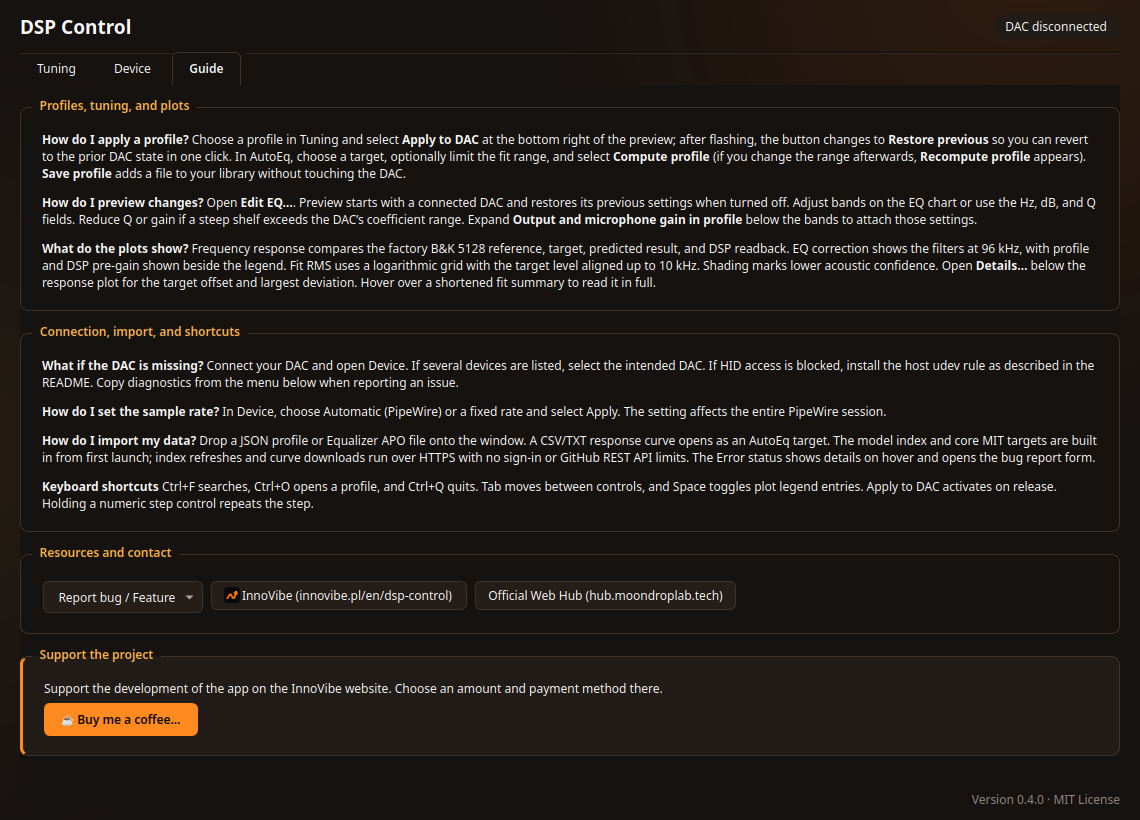 DSP Control
DAC disconnected
Tuning
Device
Guide
Profiles, tuning, and plots
How do I apply a profile? Choose a profile in Tuning and select Apply to DAC at the bottom right of the preview; after flashing, the button changes to Restore previous so you can revert
to the prior DAC state in one click. In AutoEq, choose a target, optionally limit the fit range, and select Compute profile (if you change the range afterwards, Recompute profile appears).
Save profile adds a file to your library without touching the DAC.
How do I preview changes? Open Edit EQ.... Preview starts with a connected DAC and restores its previous settings when turned off. Adjust bands on the EQ chart or use the Hz, dB, and Q
fields. Reduce Q or gain if a steep shelf exceeds the DAC's coefficient range. Expand Output and microphone gain in profile below the bands to attach those settings.
What do the plots show? Frequency response compares the factory B&K 5128 reference, target, predicted result, and DSP readback. EQ correction shows the filters at 96 kHz, with profile
and DSP pre-gain shown beside the legend. Fit RMS uses a logarithmic grid with the target level aligned up to 10 kHz. Shading marks lower acoustic confidence. Open Details... below the
response plot for the target offset and largest deviation. Hover over a shortened fit summary to read it in full.
Connection, import, and shortcuts
What if the DAC is missing? Connect your DAC and open Device. If several devices are listed, select the intended DAC. If HID access is blocked, install the host udev rule as described in the
README. Copy diagnostics from the menu below when reporting an issue.
How do I set the sample rate? In Device, choose Automatic (PipeWire) or a fixed rate and select Apply. The setting affects the entire PipeWire session.
How do I import my data? Drop a JSON profile or Equalizer APO file onto the window. A CSV/TXT response curve opens as an AutoEq target. The model index and core MIT targets are built
in from first launch; index refreshes and curve downloads run over HTTPS with no sign-in or GitHub REST API limits. The Error status shows details on hover and opens the bug report form.
Keyboard shortcuts Ctrl+F searches, Ctrl+O opens a profile, and Ctrl+Q quits. Tab moves between controls, and Space toggles plot legend entries. Apply to DAC activates on release.
Holding a numeric step control repeats the step.
Resources and contact
Report bug / Feature
InnoVibe (innovibe.pl/en/dsp-control)
Official Web Hub (hub.moondroplab.tech)
Support the project
Support the development of the app on the InnoVibe website. Choose an amount and payment method there.
☕ Buy me a coffee...
Version 0.4.0 · MIT License